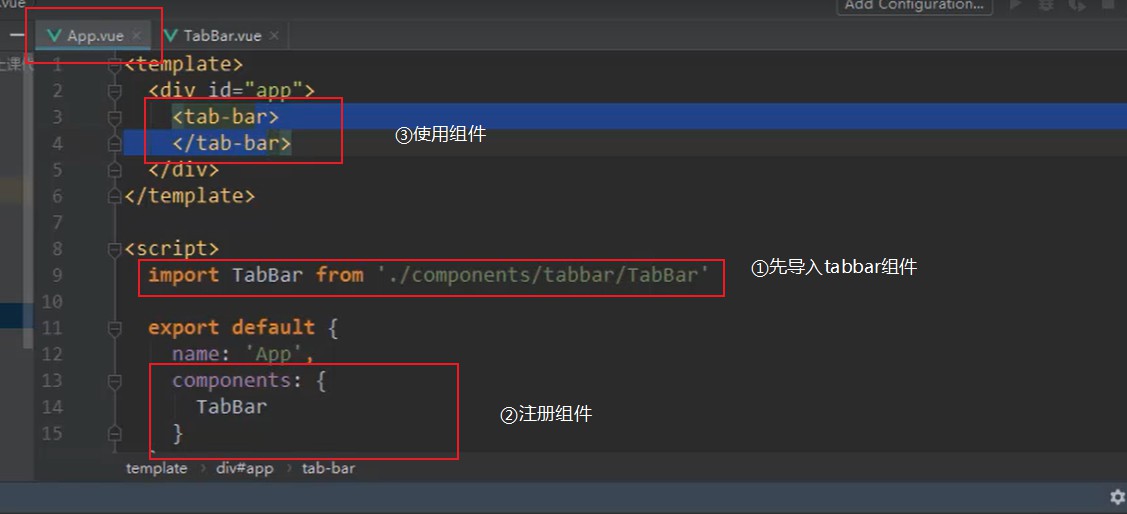 .vue
Add Configuration...
App.vue
TabBar.vue
1 <template>
2 <div id="app">
3 <tab-bar>
③使用组件
4 </tab-bar>
5 </div>
6 </template>
7
8 <script>
9 import TabBar from './components/tabbar/TabBar'
①先导入tabbar组件
10
11 export default {
12 name: 'App',
13 components: {
14 TabBar
②注册组件
15 }
template › div#app › tab-bar